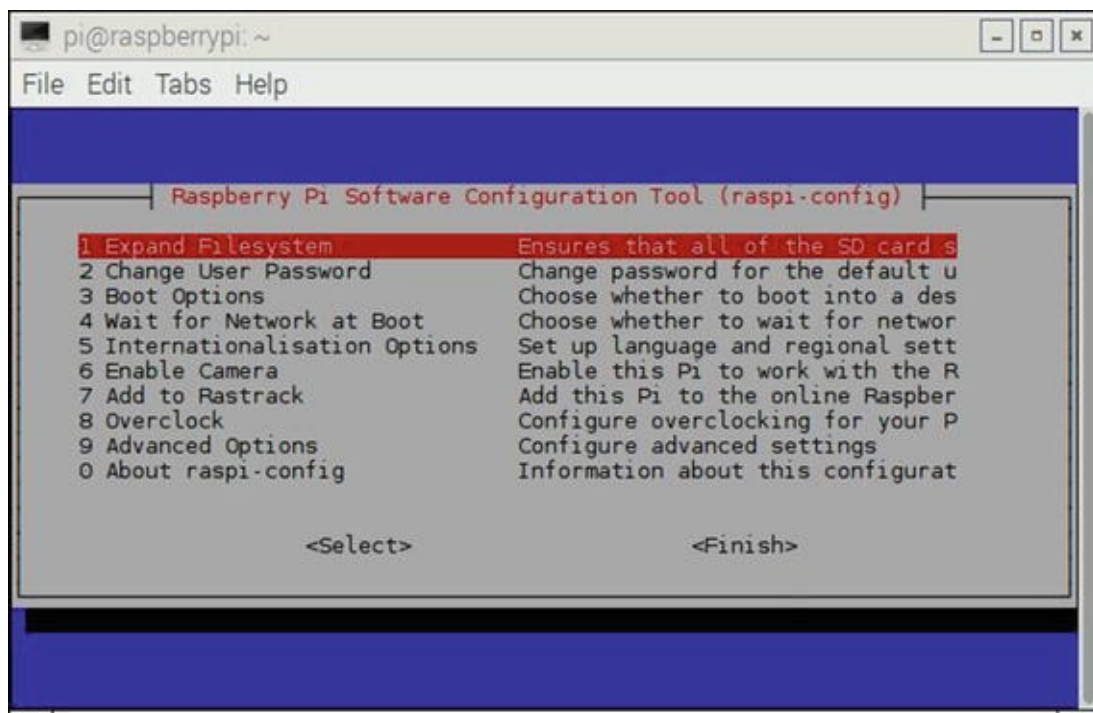 pi@raspberrypi: ~
File Edit Tabs Help
Raspberry Pi Software Configuration Tool (raspi-config)
1 Expand Filesystem Ensures that all of the SD card s
2 Change User Password Change password for the default u
3 Boot Options Choose whether to boot into a des
4 Wait for Network at Boot Choose whether to wait for networ
5 Internationalisation Options Set up language and regional sett
6 Enable Camera Enable this Pi to work with the R
7 Add to Rastrack Add this Pi to the online Raspber
8 Overclock Configure overclocking for your P
9 Advanced Options Configure advanced settings
0 About raspi-config Information about this configurat
<Select> <Finish>